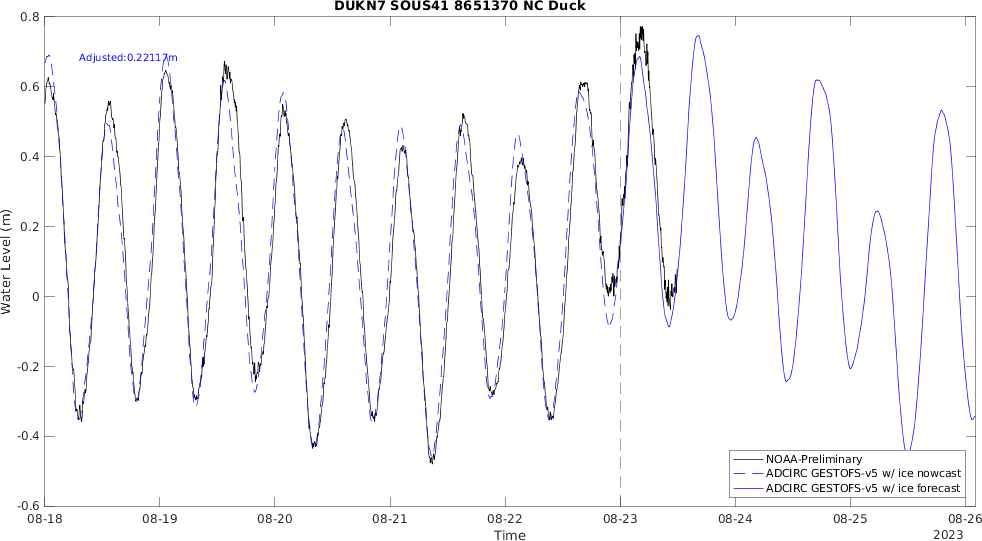 DUKN7 SOUS41 8651370 NC Duck
Adjusted:0.22117m
0.8
0.6
0.4
0.2
0
-0.2
-0.4
-0.6
Water Level (m)
NOAA-Preliminary
ADCIRC GESTOFS-v5 w/ ice nowcast
ADCIRC GESTOFS-v5 w/ ice forecast
08-18 08-19 08-20 08-21 08-22 08-23 08-24 08-25 08-26
Time
2023